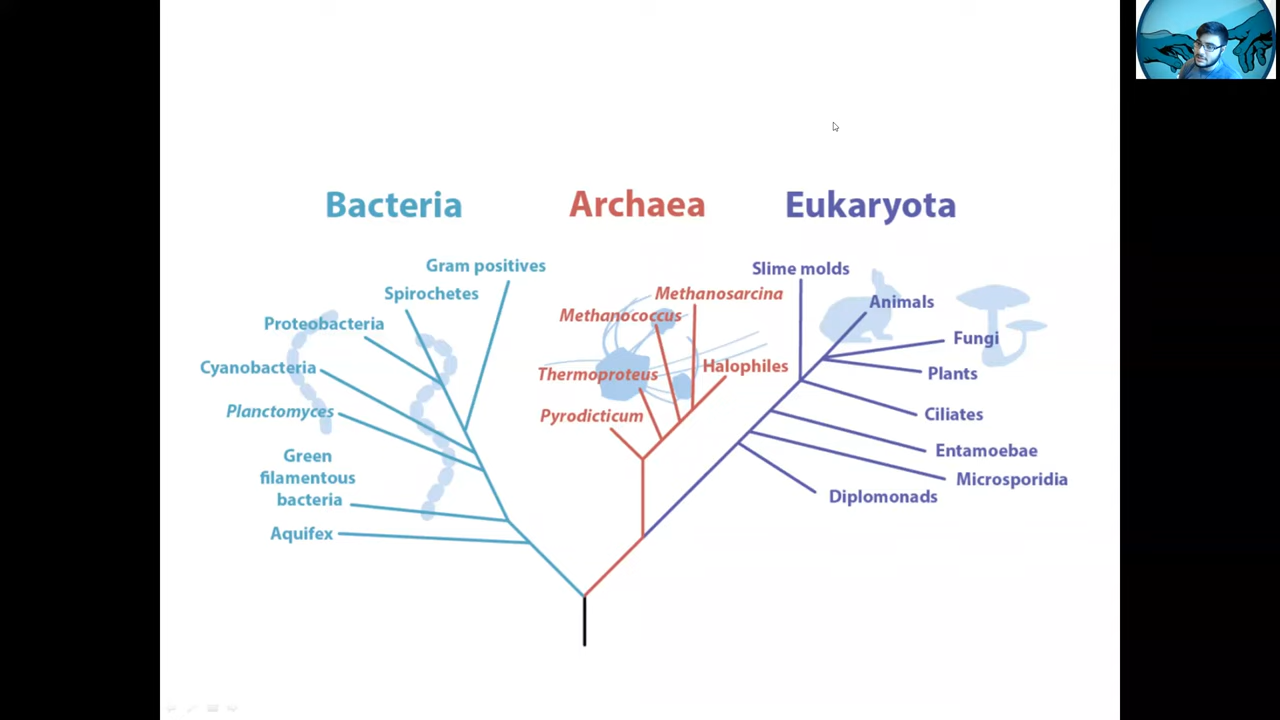 Bacteria
Archaea
Eukaryota
Gram positives
Spirochetes
Proteobacteria
Cyanobacteria
Planctomyces
Green
filamentous
bacteria
Aquifex
Methanosarcina
Methanococcus
Thermoproteus
Halophiles
Pyrodicticum
Slime molds
Animals
Fungi
Plants
Ciliates
Entamoebae
Microsporidia
Diplomonads